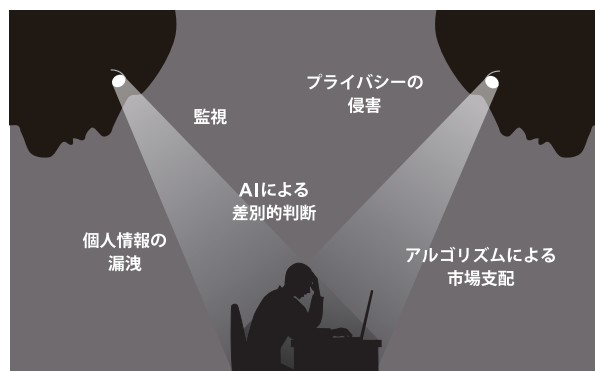 プライバシーの
侵害
監視
AIによる
差別的判断
個人情報の
漏洩
アルゴリズムによる
市場支配